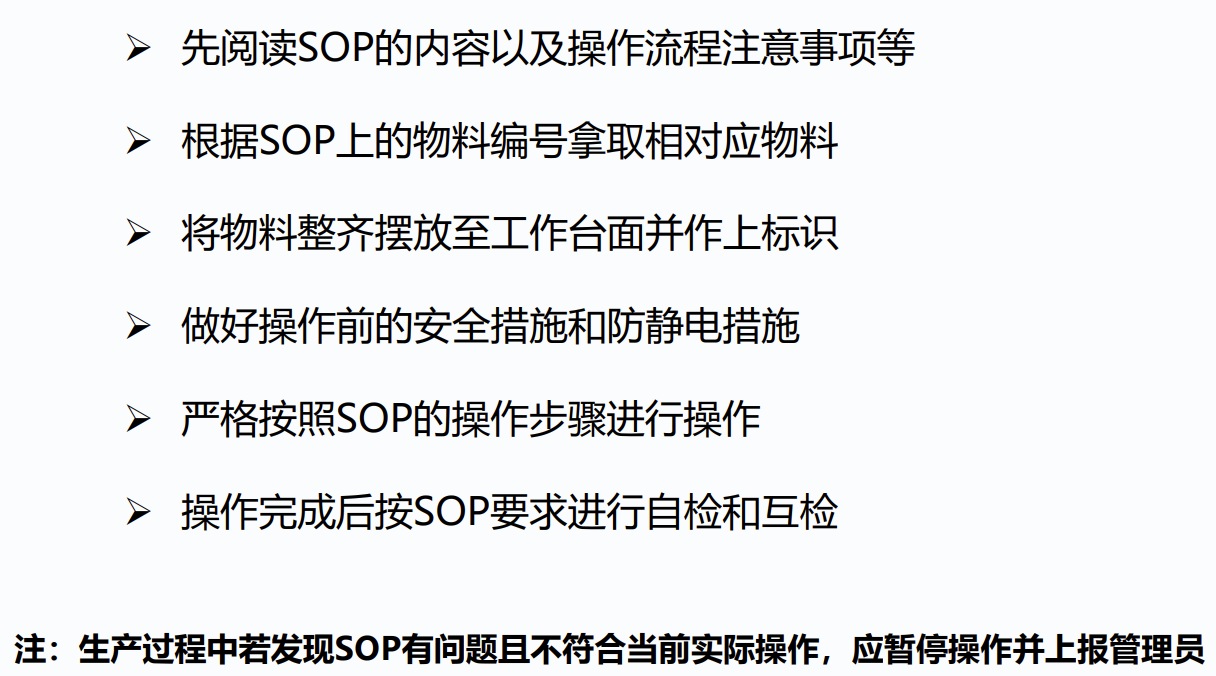 ➢ 先阅读SOP的内容以及操作流程注意事项等
➢ 根据SOP上的物料编号拿取相对应物料
➢ 将物料整齐摆放至工作台面并作上标识
➢ 做好操作前的安全措施和防静电措施
➢ 严格按照SOP的操作步骤进行操作
➢ 操作完成后按SOP要求进行自检和互检
注：生产过程中若发现SOP有问题且不符合当前实际操作，应暂停操作并上报管理员